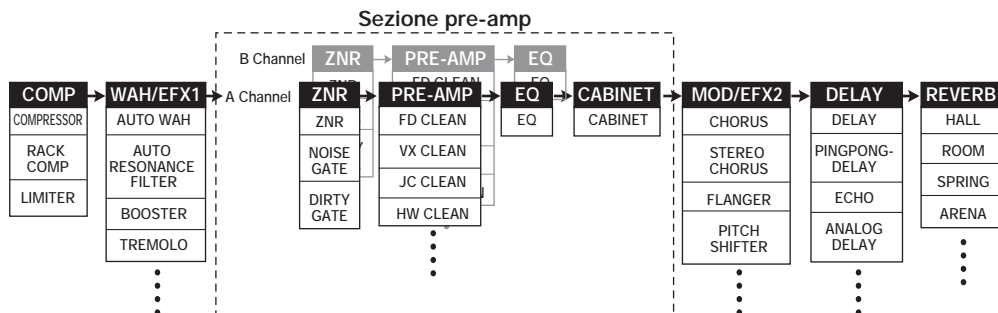 Sezione pre-amp
B Channel ZNR PRE-AMP EQ
COMP WAH/EFX1 A Channel ZNR PRE-AMP EQ CABINET MOD/EFX2 DELAY REVERB
COMPRESSOR
RACK
COMP
LIMITER
AUTO WAH
AUTO
RESONANCE
FILTER
BOOSTER
TREMOLO
ZNR
NOISE
GATE
DIRTY
GATE
FD CLEAN
VX CLEAN
JC CLEAN
HW CLEAN
EQ
CABINET
CHORUS
STEREO
CHORUS
FLANGER
PITCH
SHIFTER
DELAY
PINGPONG-
DELAY
ECHO
ANALOG
DELAY
HALL
ROOM
SPRING
ARENA